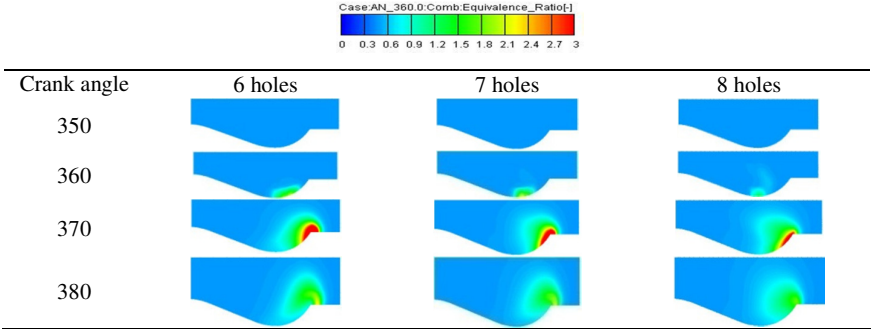 Case:AN_360.0:Comb:Equivalence_Ratio[-]
0 0.3 0.6 0.9 1.2 1.5 1.8 2.1 2.4 2.7 3
Crank angle 6 holes 7 holes 8 holes
350
360
370
380